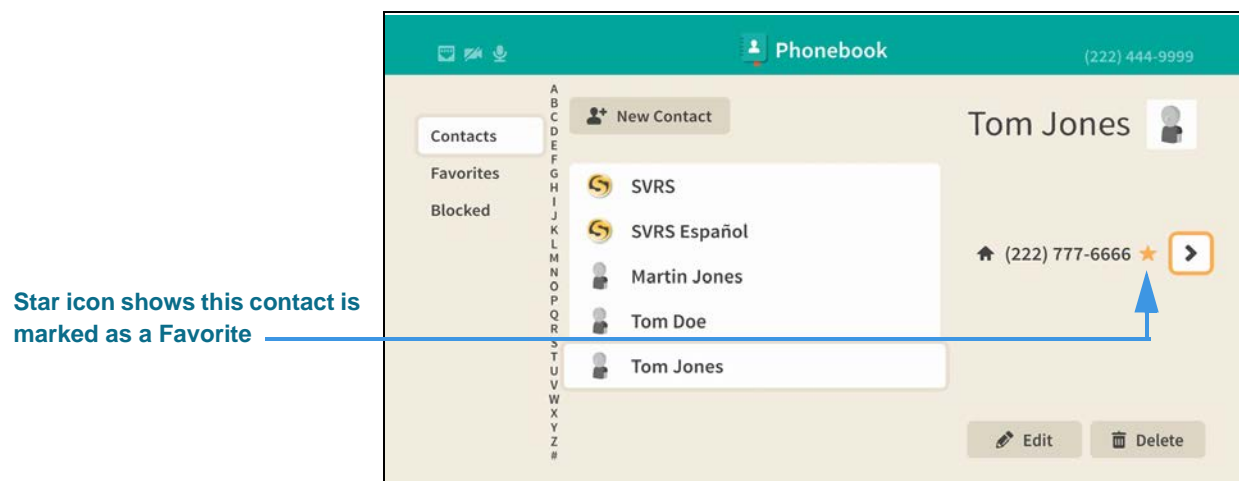 Phonebook
(222) 444-9999
Contacts
Favorites
Blocked
A
B
C
D
E
F
G
H
I
J
K
L
M
N
O
P
Q
R
S
T
U
V
W
X
Y
Z
#
New Contact
SVRS
SVRS Español
Martin Jones
Tom Doe
Tom Jones
Tom Jones
(222) 777-6666
Edit
Delete
Star icon shows this contact is
marked as a Favorite